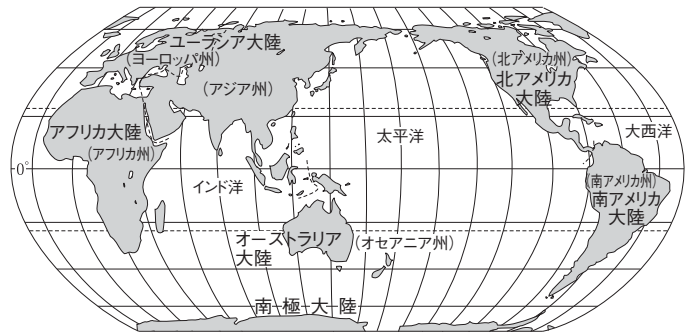 ユーラシア大陸
(ヨーロッパ州)
(アジア州)
(北アメリカ州)
北アメリカ
大陸
アフリカ大陸
(アフリカ州)
太平洋
大西洋
0°
インド洋
(南アメリカ州)
南アメリカ
大陸
オーストラリア
大陸
(オセアニア州)
南極大陸